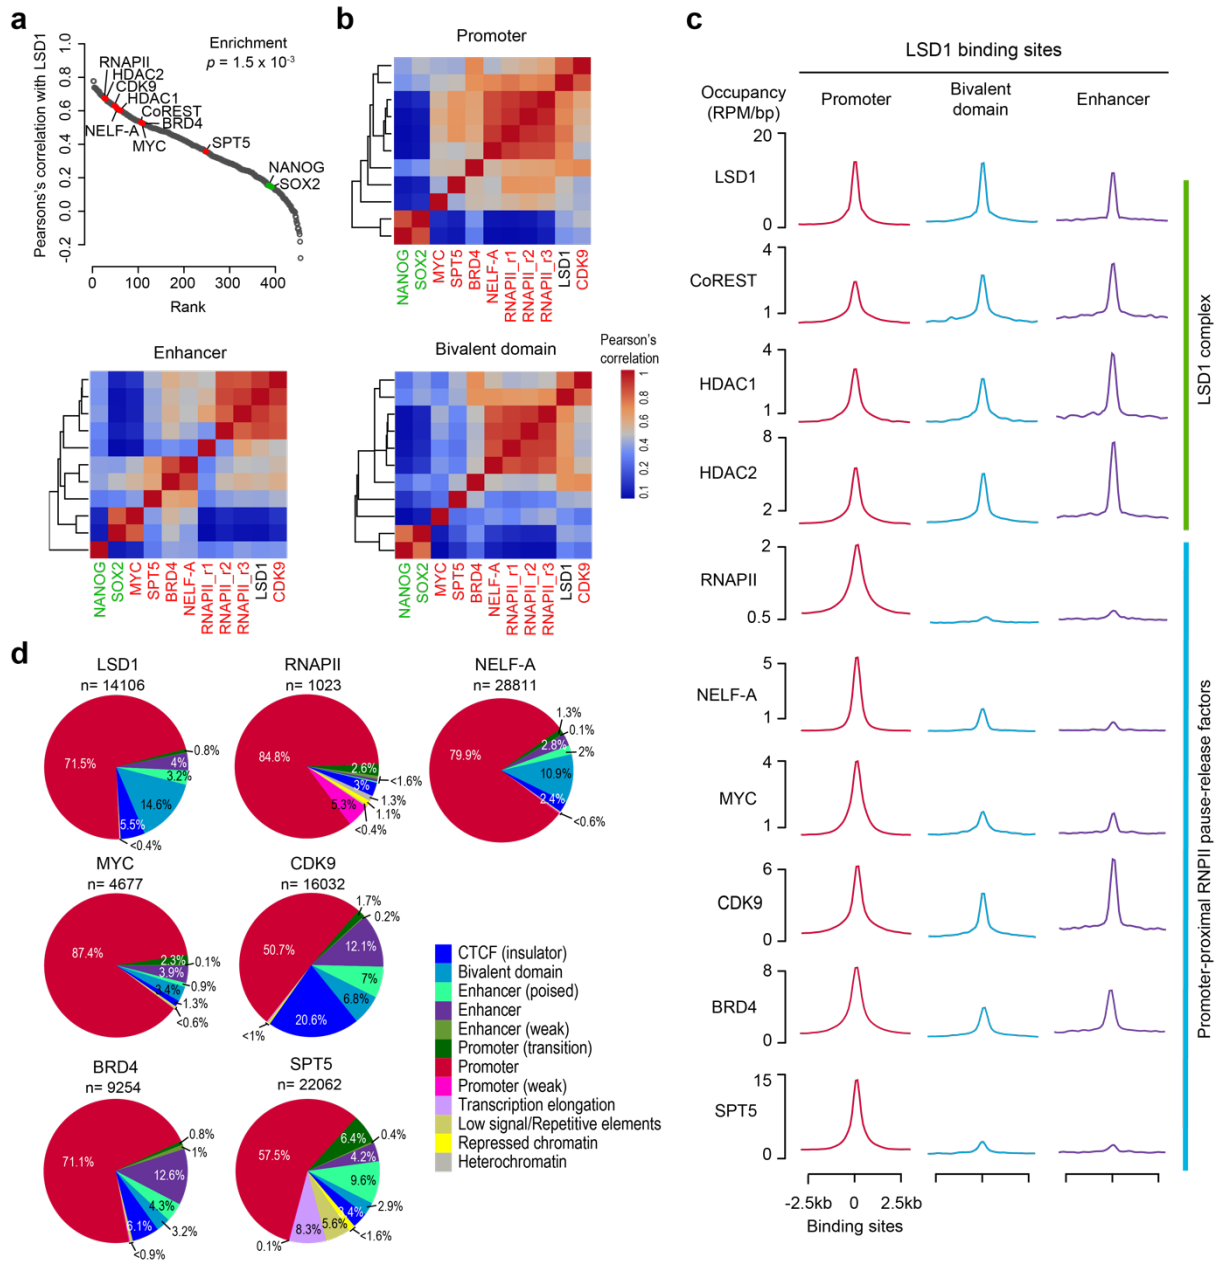 a
Pearsons's correlation with LSD1
1.0
0.8
0.6
0.4
0.2
0.0
-0.2
Enrichment
p = 1.5 x 10-3
RNAPII
HDAC2
CDK9
HDAC1
CoREST
NELF-A
BRD4
MYC
SPT5
NANOG
SOX2
0 100 200 300 400
Rank
b
Promoter
NANOG
SOX2
MYC
SPT5
BRD4
NELF-A
RNAPII_r1
RNAPII_r2
RNAPII_r3
LSD1
CDK9
Enhancer
NANOG
SOX2
MYC
SPT5
BRD4
NELF-A
RNAPII_r1
RNAPII_r2
RNAPII_r3
LSD1
CDK9
Bivalent domain
NANOG
SOX2
MYC
SPT5
BRD4
NELF-A
RNAPII_r1
RNAPII_r2
RNAPII_r3
LSD1
CDK9
Pearson's
correlation
1
0.8
0.6
0.4
0.2
0.1
c
LSD1 binding sites
Occupancy
(RPM/bp)
Promoter
Bivalent
domain
Enhancer
LSD1
20
0
CoREST
4
1
HDAC1
4
1
HDAC2
8
2
RNAPII
2
0.5
NELF-A
5
1
MYC
4
1
CDK9
6
0
BRD4
8
0
SPT5
15
0
-2.5kb 0 2.5kb
Binding sites
LSD1 complex
Promoter-proximal RNPII pause-release factors
d
LSD1
n= 14106
71.5%
0.8%
4%
3.2%
14.6%
5.5%
<0.4%
RNAPII
n= 1023
84.8%
2.6%
<1.6%
3%
1.3%
1.1%
5.3%
<0.4%
NELF-A
n= 28811
79.9%
1.3%
0.1%
2.8%
2%
10.9%
2.4%
<0.6%
MYC
n= 4677
87.4%
2.3%
0.1%
3.9%
0.9%
3.4%
1.3%
<0.6%
CDK9
n= 16032
50.7%
1.7%
0.2%
12.1%
7%
6.8%
20.6%
<1%
BRD4
n= 9254
71.1%
0.8%
1%
12.6%
4.3%
3.2%
6.1%
<0.9%
SPT5
n= 22062
57.5%
6.4%
0.4%
4.2%
9.6%
2.9%
<1.6%
5.6%
8.3%
0.1%
CTCF (insulator)
Bivalent domain
Enhancer (poised)
Enhancer
Enhancer (weak)
Promoter (transition)
Promoter
Promoter (weak)
Transcription elongation
Low signal/Repetitive elements
Repressed chromatin
Heterochromatin